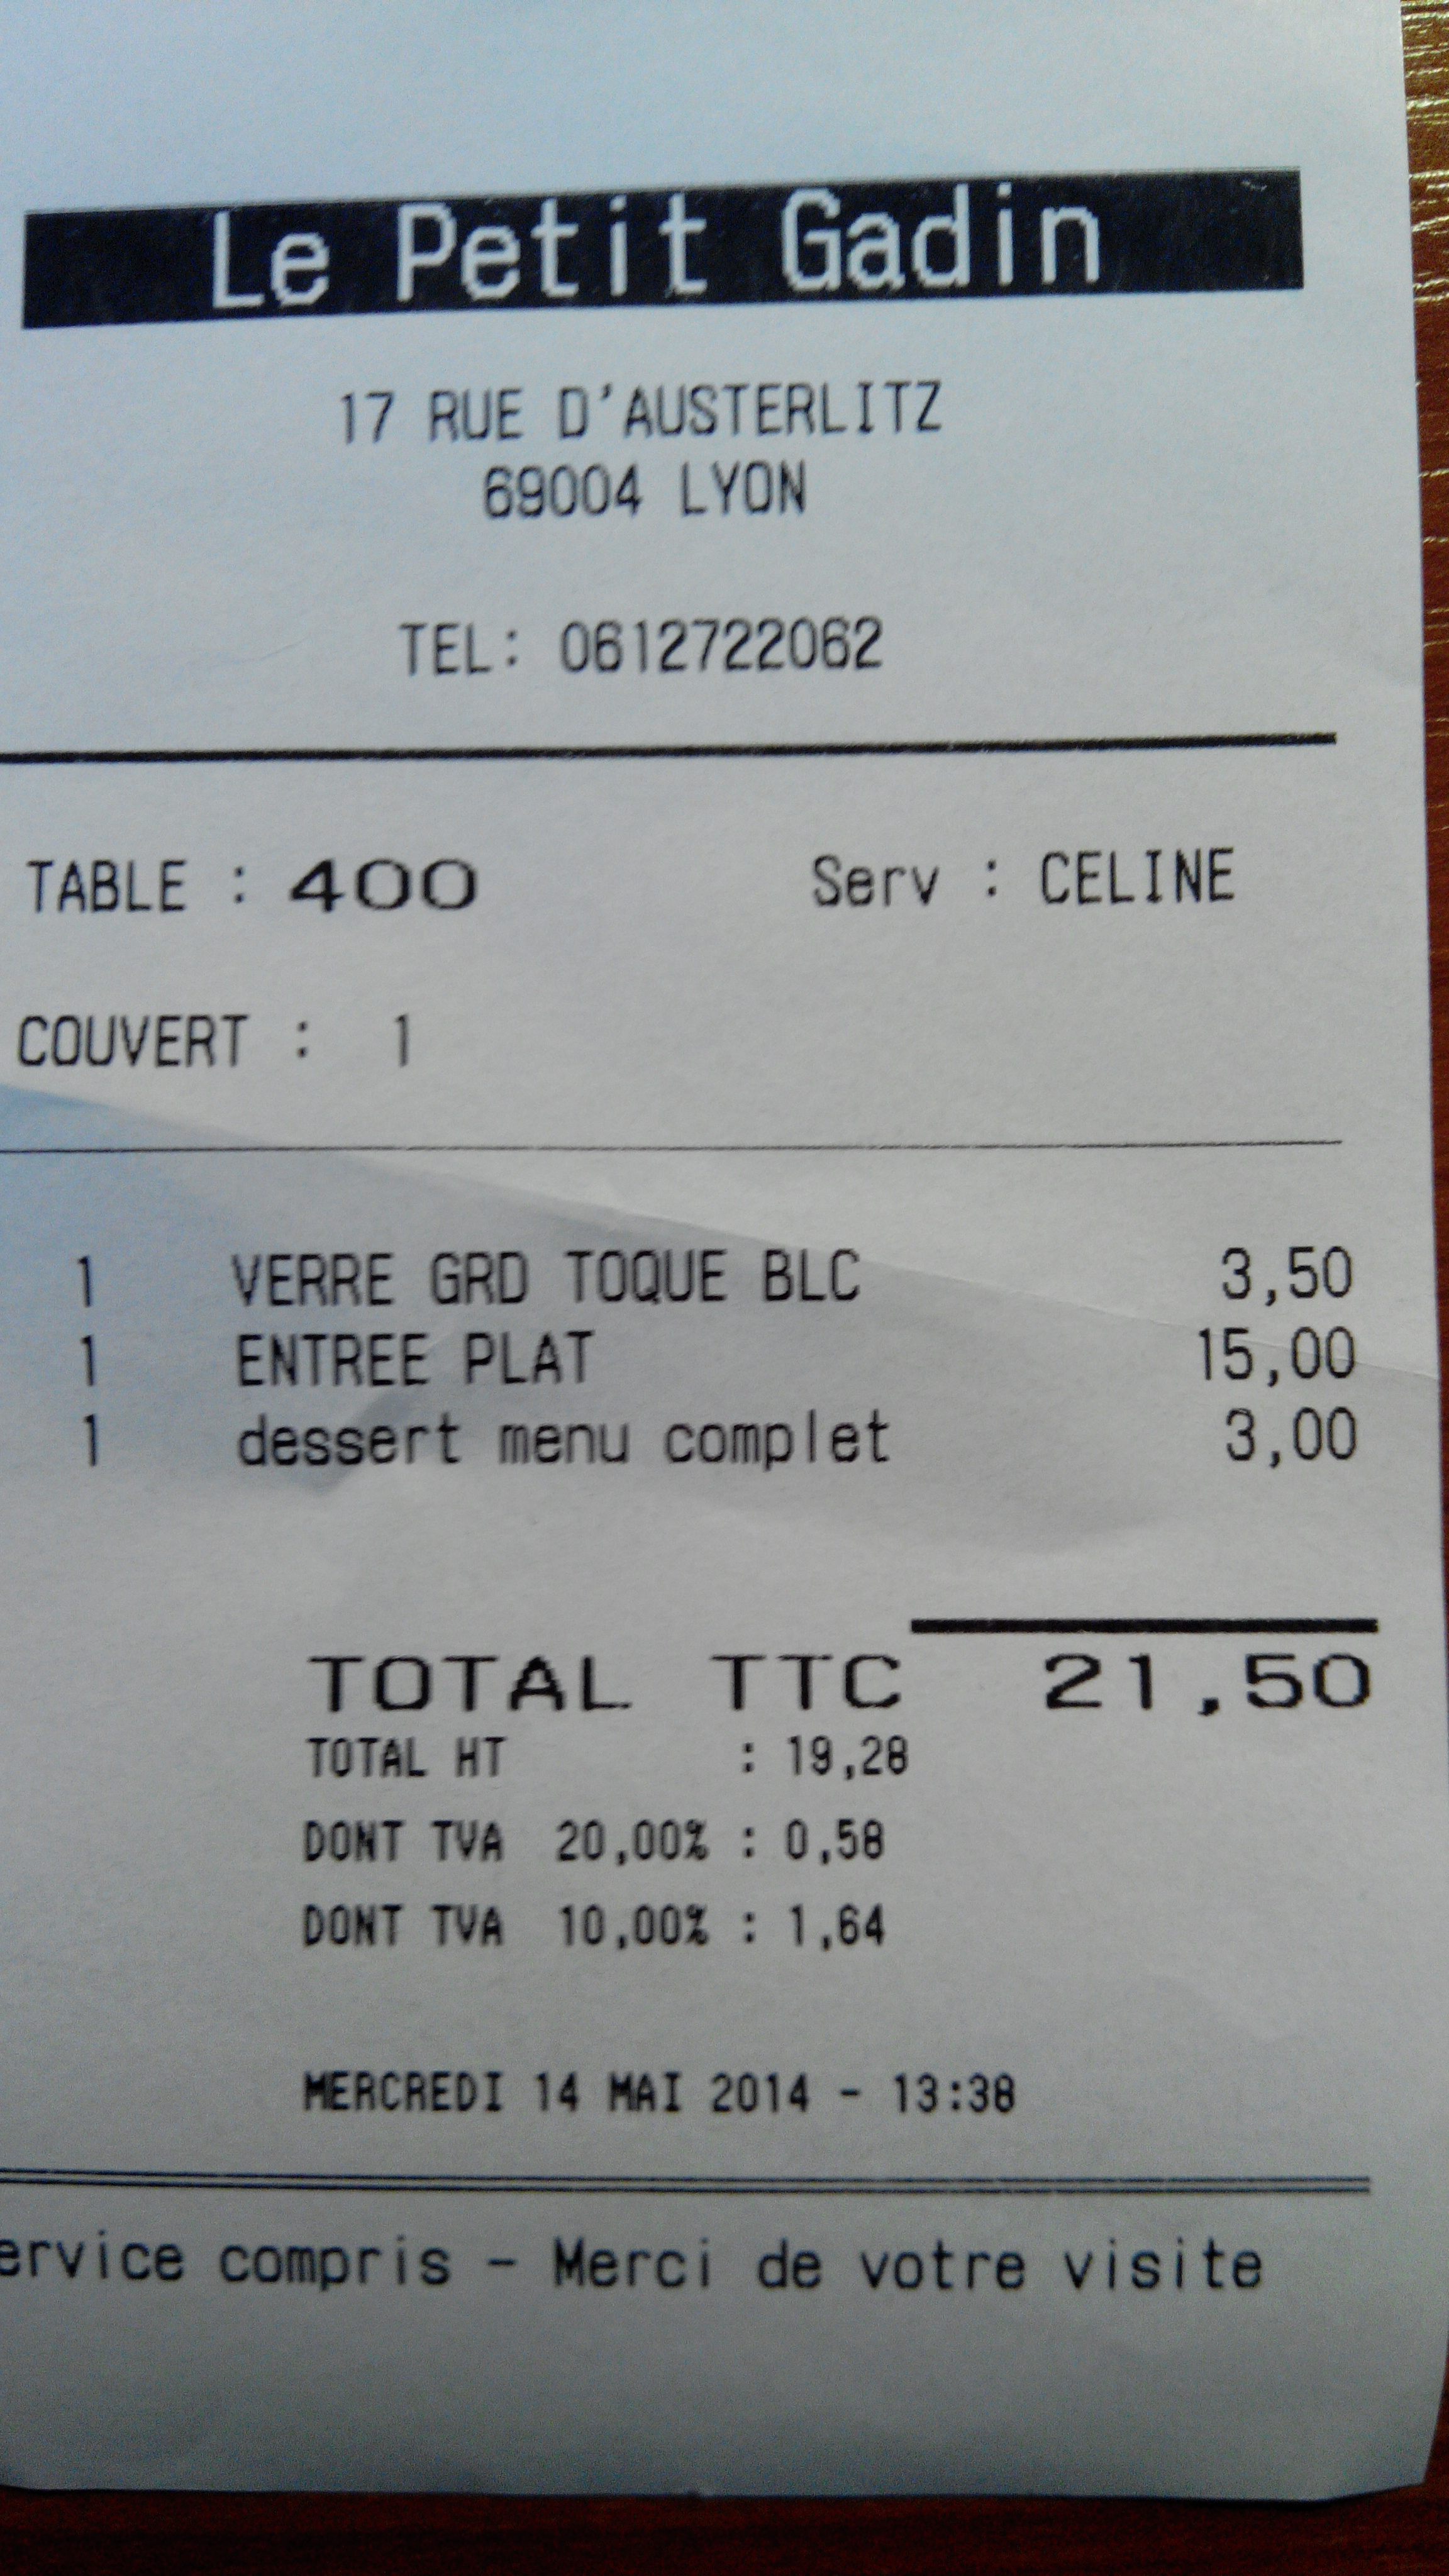 Le Petit Gadin
17 RUE D'AUSTERLITZ
69004 LYON
TEL: 0612722062
TABLE : 400 Serv : CELINE
COUVERT : 1
1 VERRE GRD TOQUE BLC 3,50
1 ENTREE PLAT 15,00
1 dessert menu complet 3,00
TOTAL TTC 21,50
TOTAL HT : 19,28
DONT TVA 20,00% : 0,58
DONT TVA 10,00% : 1,64
MERCREDI 14 MAI 2014 - 13:38
ervice compris - Merci de votre visite